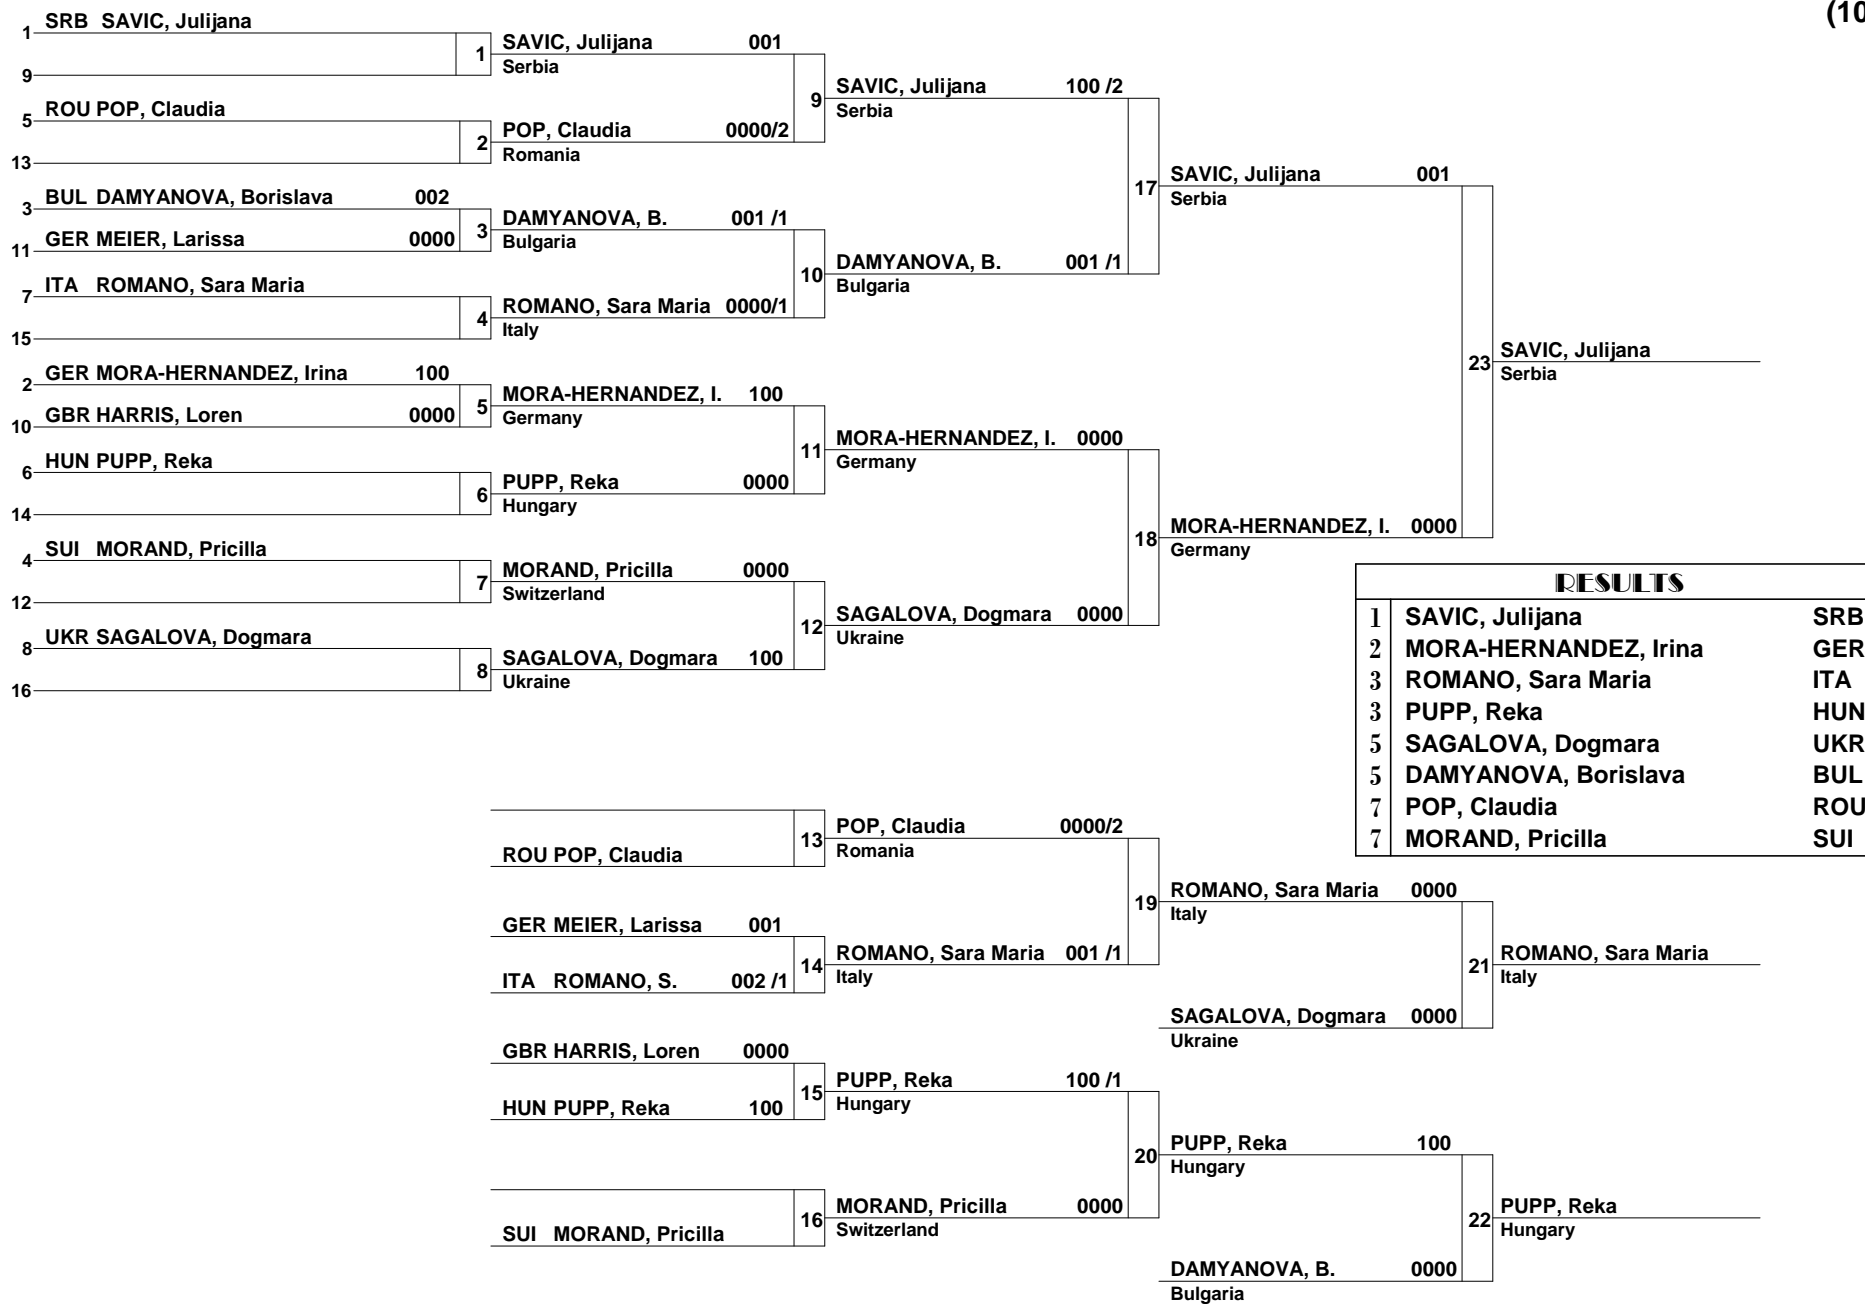 (10
1 SRB SAVIC, Julijana
9
1 SAVIC, Julijana 001
Serbia
5 ROU POP, Claudia
13
2 POP, Claudia 0000/2
Romania
9 SAVIC, Julijana 100 /2
Serbia
3 BUL DAMYANOVA, Borislava 002
11 GER MEIER, Larissa 0000
3 DAMYANOVA, B. 001 /1
Bulgaria
7 ITA ROMANO, Sara Maria
15
4 ROMANO, Sara Maria 0000/1
Italy
10 DAMYANOVA, B. 001 /1
Bulgaria
17 SAVIC, Julijana 001
Serbia
2 GER MORA-HERNANDEZ, Irina 100
10 GBR HARRIS, Loren 0000
5 MORA-HERNANDEZ, I. 100
Germany
6 HUN PUPP, Reka
14
6 PUPP, Reka 0000
Hungary
11 MORA-HERNANDEZ, I. 0000
Germany
4 SUI MORAND, Pricilla
12
7 MORAND, Pricilla 0000
Switzerland
8 UKR SAGALOVA, Dogmara
16
8 SAGALOVA, Dogmara 100
Ukraine
12 SAGALOVA, Dogmara 0000
Ukraine
18 MORA-HERNANDEZ, I. 0000
Germany
23 SAVIC, Julijana
Serbia
RESULTS
1 SAVIC, Julijana SRB
2 MORA-HERNANDEZ, Irina GER
3 ROMANO, Sara Maria ITA
3 PUPP, Reka HUN
5 SAGALOVA, Dogmara UKR
5 DAMYANOVA, Borislava BUL
7 POP, Claudia ROU
7 MORAND, Pricilla SUI
ROU POP, Claudia
13 POP, Claudia 0000/2
Romania
GER MEIER, Larissa 001
ITA ROMANO, S. 002 /1
14 ROMANO, Sara Maria 001 /1
Italy
19 ROMANO, Sara Maria 0000
Italy
SAGALOVA, Dogmara 0000
Ukraine
21 ROMANO, Sara Maria
Italy
GBR HARRIS, Loren 0000
HUN PUPP, Reka 100
15 PUPP, Reka 100 /1
Hungary
SUI MORAND, Pricilla
16 MORAND, Pricilla 0000
Switzerland
20 PUPP, Reka 100
Hungary
DAMYANOVA, B. 0000
Bulgaria
22 PUPP, Reka
Hungary